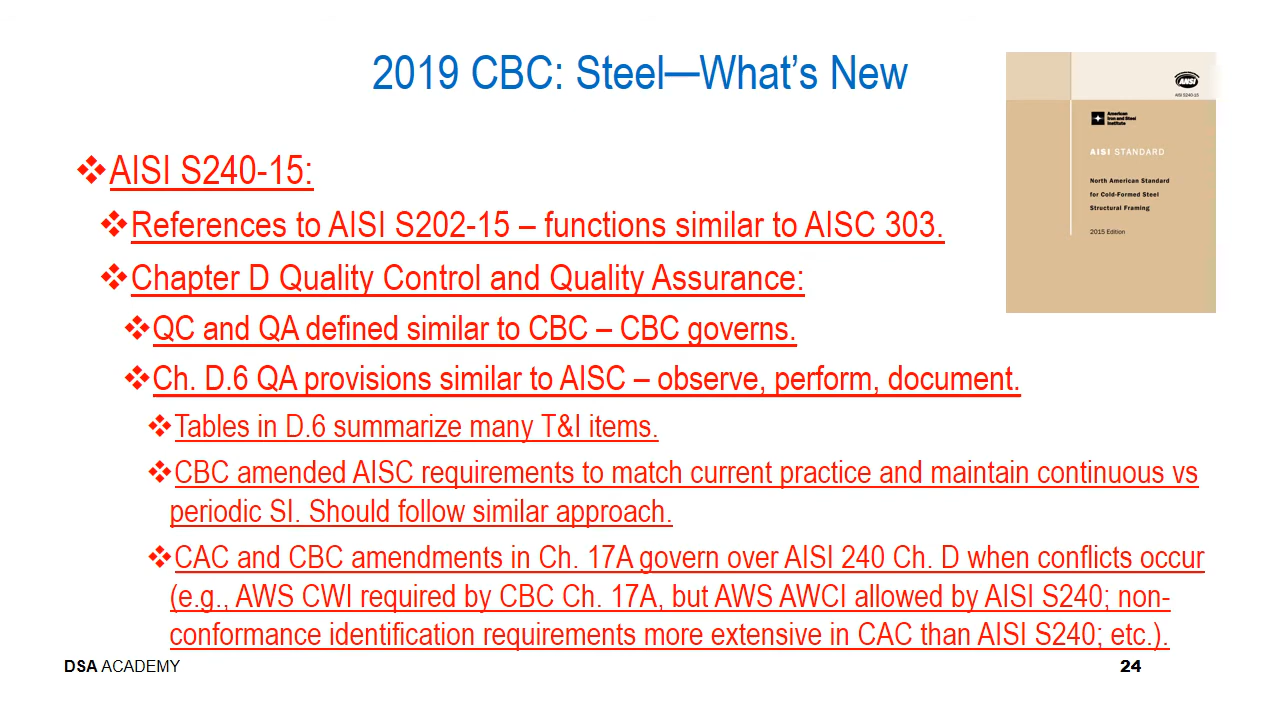 2019 CBC: Steel—What's New
ANSI
AISI S240-15
American
Iron and Steel
Institute
AISI STANDARD
North American Standard
for Cold-Formed Steel
Structural Framing
2015 Edition
❖AISI S240-15:
❖References to AISI S202-15 – functions similar to AISC 303.
❖Chapter D Quality Control and Quality Assurance:
❖QC and QA defined similar to CBC – CBC governs.
❖Ch. D.6 QA provisions similar to AISC – observe, perform, document.
❖Tables in D.6 summarize many T&I items.
❖CBC amended AISC requirements to match current practice and maintain continuous vs
periodic SI. Should follow similar approach.
❖CAC and CBC amendments in Ch. 17A govern over AISI 240 Ch. D when conflicts occur
(e.g., AWS CWI required by CBC Ch. 17A, but AWS AWCI allowed by AISI S240; non-
conformance identification requirements more extensive in CAC than AISI S240; etc.).
DSA ACADEMY
24